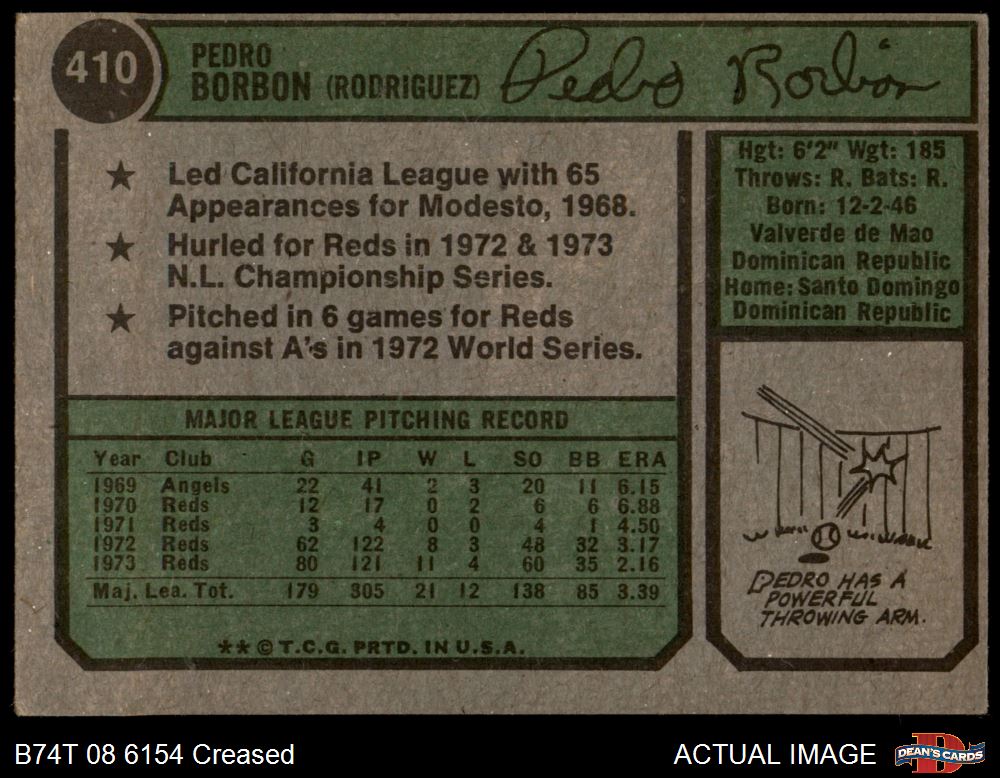 410
PEDRO
BORBON (RODRIGUEZ)
Pedro Borbon
★ Led California League with 65
Appearances for Modesto, 1968.
★ Hurled for Reds in 1972 & 1973
N.L. Championship Series.
★ Pitched in 6 games for Reds
against A's in 1972 World Series.
Hgt: 6'2" Wgt: 185
Throws: R. Bats: R.
Born: 12-2-46
Valverde de Mao
Dominican Republic
Home: Santo Domingo
Dominican Republic
MAJOR LEAGUE PITCHING RECORD
Year Club G IP W L SO BB ERA
1969 Angels 22 41 2 3 20 11 6.15
1970 Reds 12 17 0 2 6 6 6.88
1971 Reds 3 4 0 0 4 1 4.50
1972 Reds 62 122 8 3 48 32 3.17
1973 Reds 80 121 11 4 60 35 2.16
Maj. Lea. Tot. 179 305 21 12 138 85 3.39
**©T.C.G. PRTD. IN U.S.A.
PEDRO HAS A
POWERFUL
THROWING ARM.
B74T 08 6154 Creased
ACTUAL IMAGE
DEAN'S CARDS